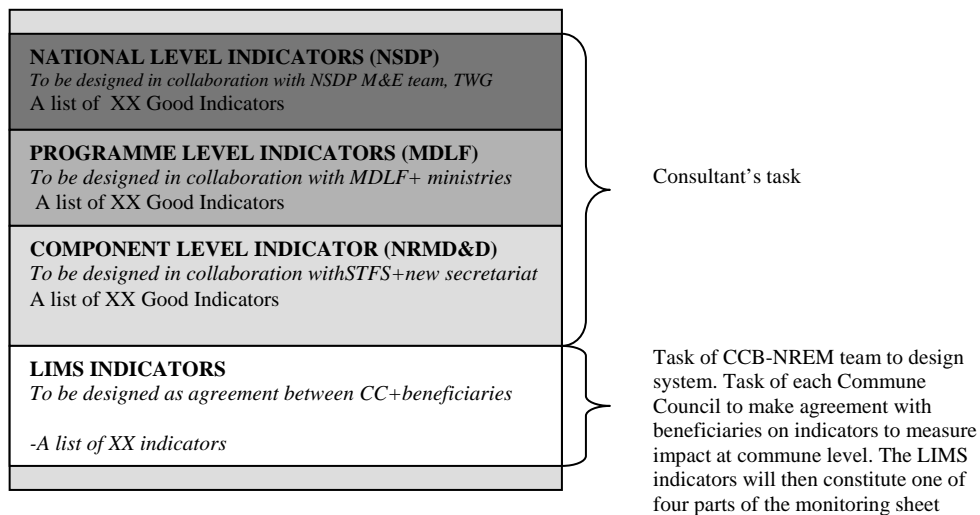 NATIONAL LEVEL INDICATORS (NSDP)
To be designed in collaboration with NSDP M&E team, TWG
A list of  XX Good Indicators
PROGRAMME LEVEL INDICATORS (MDLF)
To be designed in collaboration with MDLF+ ministries
A list of XX Good Indicators
COMPONENT LEVEL INDICATOR (NRMD&D)
To be designed in collaboration withSTFS+new secretariat
A list of XX Good Indicators
Consultant’s task
LIMS INDICATORS
To be designed as agreement between CC+beneficiaries
-A list of XX indicators
Task of CCB-NREM team to design
system. Task of each Commune
Council to make agreement with
beneficiaries on indicators to measure
impact at commune level. The LIMS
indicators will then constitute one of
four parts of the monitoring sheet